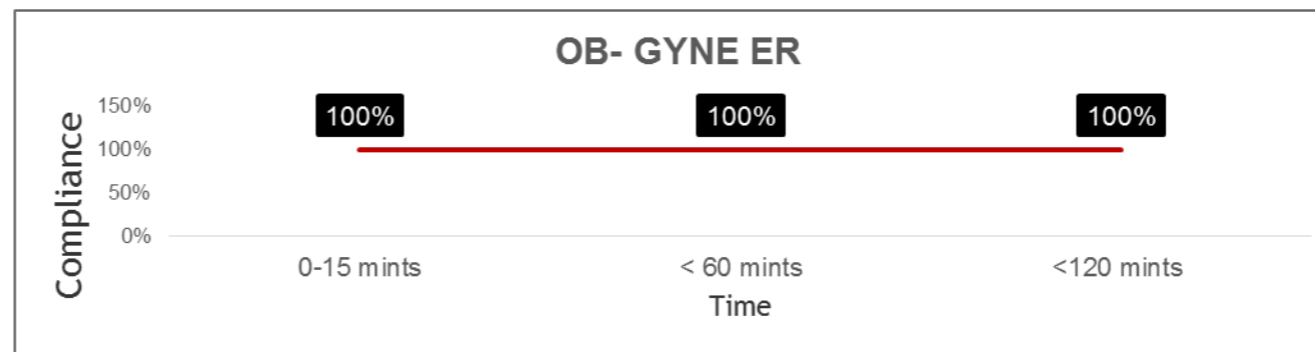 OB- GYNE ER
Compliance
150%
100%
50%
0%
100%
100%
100%
0-15 mints
< 60 mints
<120 mints
Time